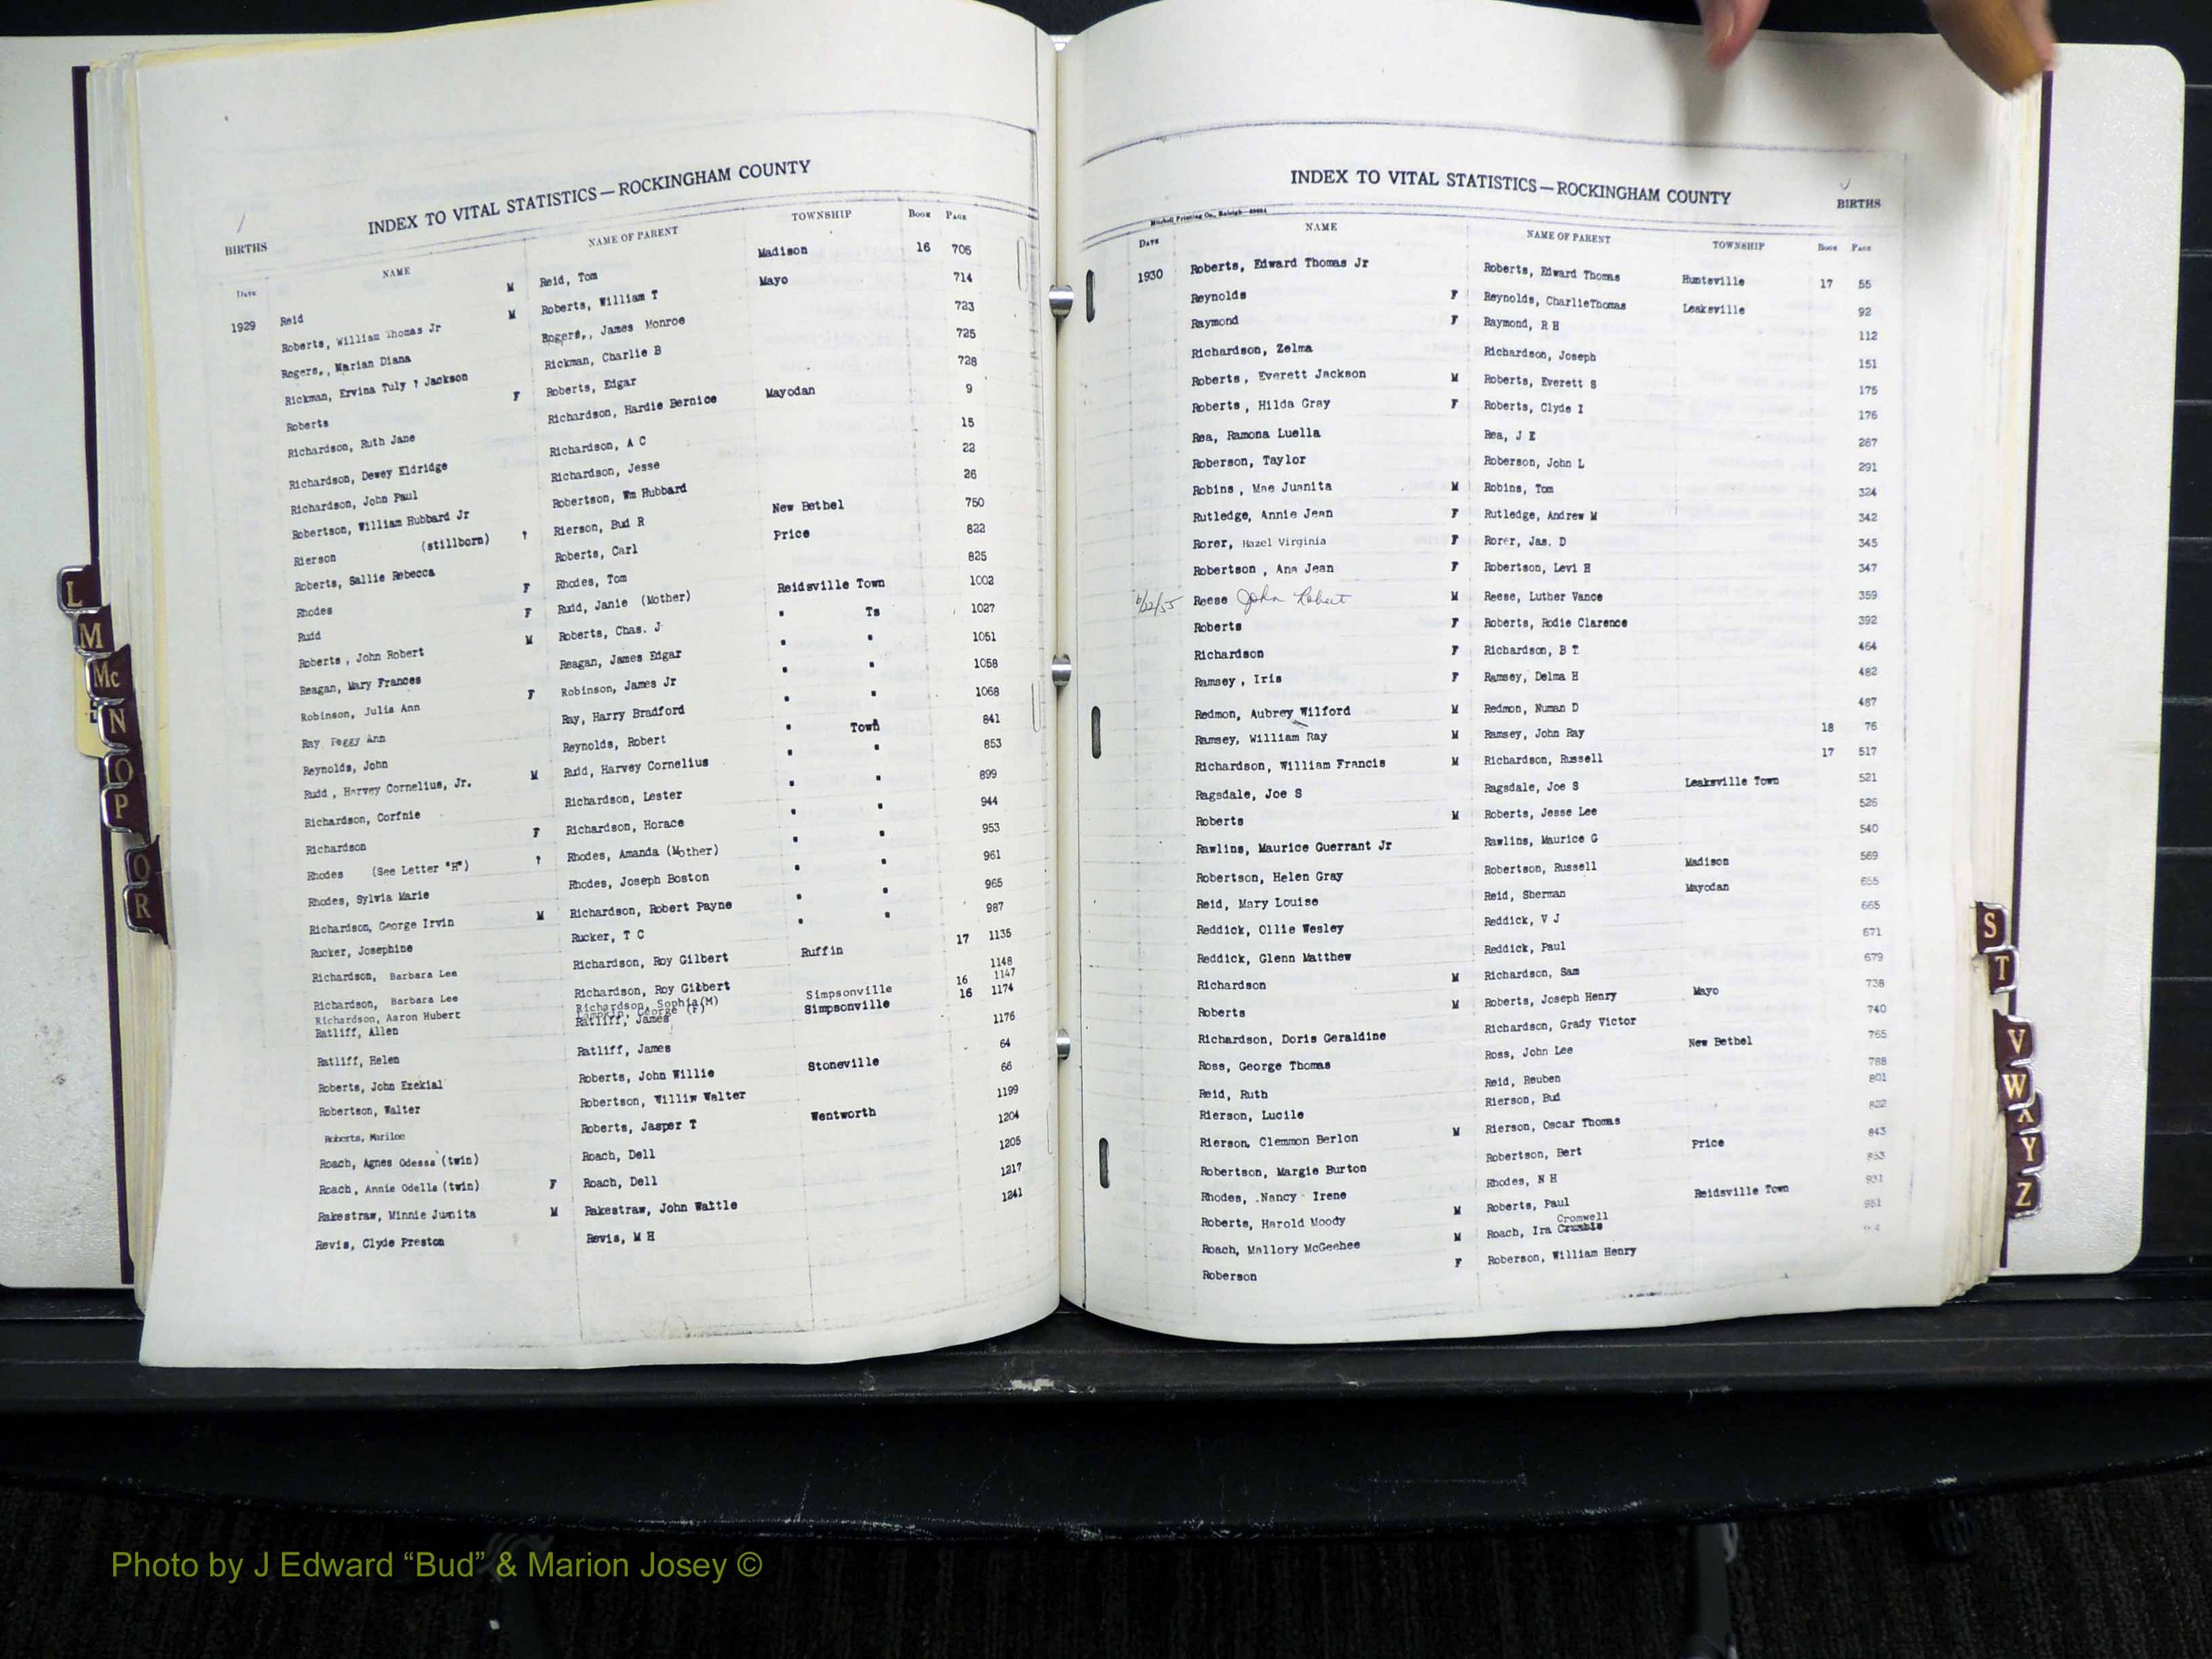 INDEX TO VITAL STATISTICS — ROCKINGHAM COUNTY
BIRTHS
Date NAME NAME OF PARENT TOWNSHIP Book Page
1929 Reid M Reid, Tom Madison 16 705
Roberts, William Thomas Jr M Roberts, William T Mayo 714
Rogers,, Marian Diana Rogers,, James Monroe 723
Rickman, Ervina Tuly ? Jackson Rickman, Charlie B 725
Roberts F Roberts, Edgar 728
Richardson, Ruth Jane Richardson, Hardie Bernice Mayodan 9
Richardson, Dewey Eldridge Richardson, A C 15
Richardson, John Paul Richardson, Jesse 22
Robertson, William Hubbard Jr Robertson, Wm Hubbard 26
Rierson (stillborn) ? Rierson, Bud R New Bethel 750
Roberts, Sallie Rebecca Roberts, Carl Price 822
Rhodes F Rhodes, Tom 825
Rudd F Rudd, Janie (Mother) Reidsville Town 1002
Roberts , John Robert M Roberts, Chas. J " Ts 1027
Reagan, Mary Frances Reagan, James Edgar " " 1051
Robinson, Julia Ann F Robinson, James Jr " " 1058
Ray Peggy Ann Ray, Harry Bradford " " 1068
Reynolds, John Reynolds, Robert " Town 841
Rudd , Harvey Cornelius, Jr. M Rudd, Harvey Cornelius " " 853
Richardson, Corfnie Richardson, Lester " " 899
Richardson F Richardson, Horace " " 944
Rhodes (See Letter "H") ? Rhodes, Amanda (Mother) " " 953
Rhodes, Sylvia Marie Rhodes, Joseph Boston " " 961
Richardson, George Irvin M Richardson, Robert Payne " " 965
Rucker, Josephine Rucker, T C " " 987
Richardson, Barbara Lee Richardson, Roy Gilbert Ruffin 17 1135
Richardson, Barbara Lee Richardson, Roy Gilbert 1148
Richardson, Aaron Hubert Richardson, Sophia(M) Simpsonville 16 1147
George (F)
Ratliff, Allen Ratliff, James Simpsonville 16 1174
Ratliff, Helen Ratliff, James 1176
Roberts, John Ezekial Roberts, John Willie Stoneville 64
Robertson, Walter Robertson, Williw Walter 66
Roberts, Mariloe Roberts, Jasper T Wentworth 1199
Roach, Agnes Odessa (twin) Roach, Dell 1204
Roach, Annie Odella (twin) F Roach, Dell 1205
Rakestraw, Minnie Juanita M Rakestraw, John Wattle 1217
Revis, Clyde Preston Revis, M H 1241
INDEX TO VITAL STATISTICS — ROCKINGHAM COUNTY
BIRTHS
Mitchell Printing Co., Raleigh
Date NAME NAME OF PARENT TOWNSHIP Book Page
1930 Roberts, Edward Thomas Jr Roberts, Edward Thomas Huntsville 17 55
Reynolds F Reynolds, CharlieThomas Leaksville 92
Raymond F Raymond, R H 112
Richardson, Zelma Richardson, Joseph 151
Roberts, Everett Jackson M Roberts, Everett S 175
Roberts , Hilda Gray F Roberts, Clyde I 176
Rea, Ramona Luella Rea, J E 267
Roberson, Taylor Roberson, John L 291
Robins , Mae Juanita M Robins, Tom 324
Rutledge, Annie Jean F Rutledge, Andrew M 342
Rorer, Hazel Virginia F Rorer, Jas. D 345
Robertson , Ana Jean F Robertson, Levi H 347
6/22/55 Reese John Robert M Reese, Luther Vance 359
Roberts F Roberts, Rodie Clarence 392
Richardson F Richardson, B T 464
Ramsey , Iris F Ramsey, Delma H 482
Redmon, Aubrey Wilford M Redmon, Numan D 487
Ramsey, William Ray M Ramsey, John Ray 18 76
Richardson, William Francis M Richardson, Russell 17 517
Ragsdale, Joe S Ragsdale, Joe S Leaksville Town 521
Roberts M Roberts, Jesse Lee 526
Rawlins, Maurice Guerrant Jr Rawlins, Maurice G 540
Robertson, Helen Gray Robertson, Russell Madison 569
Reid, Mary Louise Reid, Sherman Mayodan 655
Reddick, Ollie Wesley Reddick, V J 665
Reddick, Glenn Matthew Reddick, Paul 671
Richardson M Richardson, Sam 679
Roberts M Roberts, Joseph Henry Mayo 738
Richardson, Doris Geraldine Richardson, Grady Victor 740
Ross, George Thomas Ross, John Lee New Bethel 765
Reid, Ruth Reid, Reuben 788
Rierson, Lucile Rierson, Bud 801
Rierson, Clemmon Berlon M Rierson, Oscar Thomas 822
Robertson, Margie Burton Robertson, Bert Price 843
Rhodes, .Nancy Irene Rhodes, N H 853
Roberts, Harold Moody M Roberts, Paul Reidsville Town 931
Roach, Mallory McGeehee M Roach, Ira Cromwell 951
Roberson F Roberson, William Henry
L
M
Mc
N
O
P
Q
R
S
T
V
W
X
Y
Z
Photo by J Edward “Bud” & Marion Josey ©